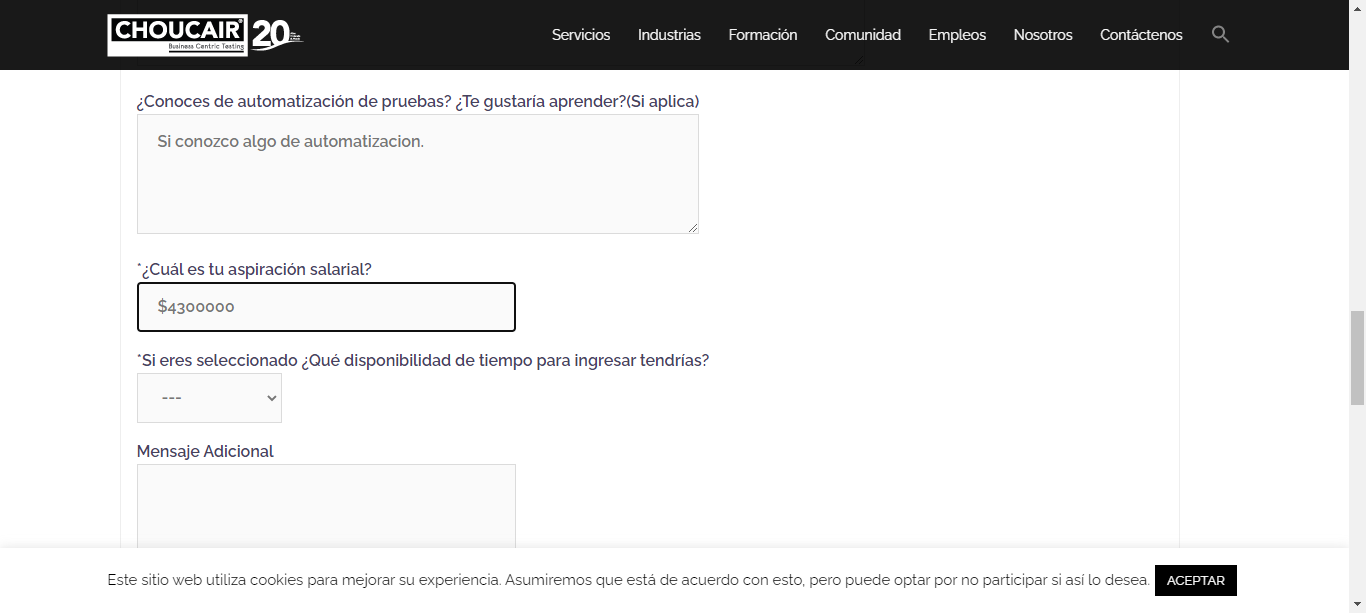 CHOUCAIR
Business Centric Testing
20
Servicios Industrias Formación Comunidad Empleos Nosotros Contáctenos
¿Conoces de automatización de pruebas? ¿Te gustaría aprender?(Si aplica)
Si conozco algo de automatizacion.
*¿Cuál es tu aspiración salarial?
$4300000
*Si eres seleccionado ¿Qué disponibilidad de tiempo para ingresar tendrías?
---
Mensaje Adicional
Este sitio web utiliza cookies para mejorar su experiencia. Asumiremos que está de acuerdo con esto, pero puede optar por no participar si así lo desea. ACEPTAR